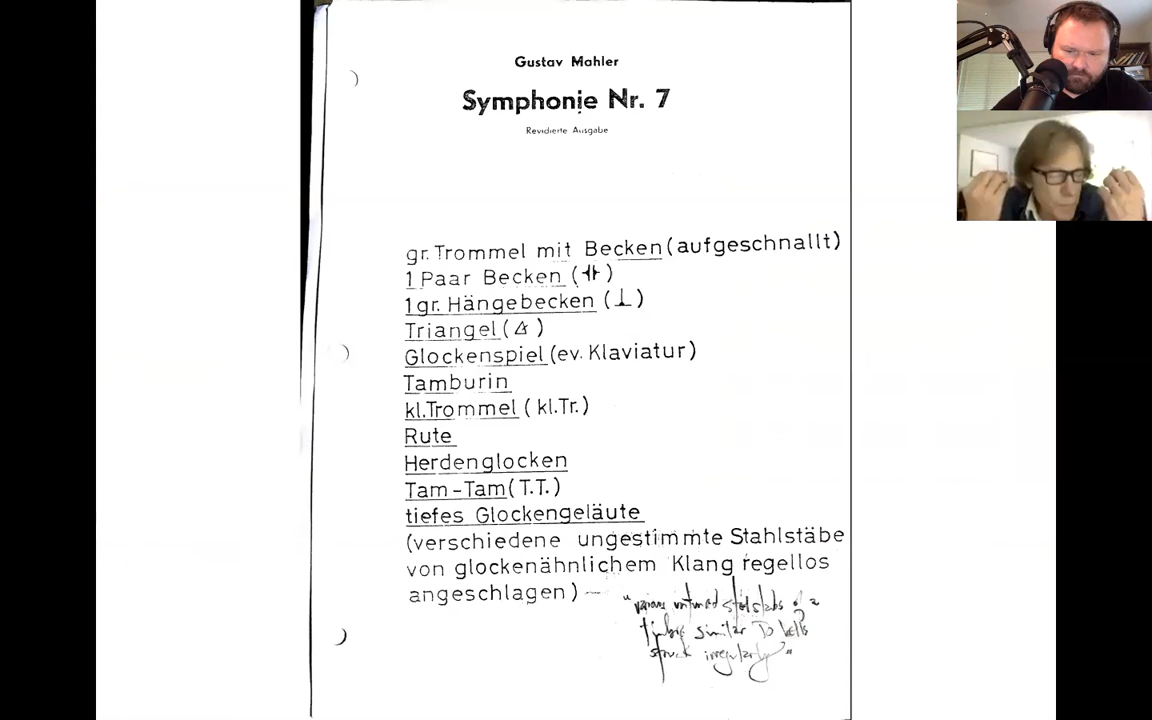 Gustav Mahler
Symphonie Nr. 7
Revidierte Ausgabe
gr. Trommel mit Becken (aufgeschnallt)
1 Paar Becken ( )
1 gr. Hängebecken (⊥)
Triangel (△)
Glockenspiel (ev. Klaviatur)
Tamburin
kl. Trommel (kl. Tr.)
Rute
Herdenglocken
Tam-Tam (T.T.)
tiefes Glockengeläute
(verschiedene ungestimmte Stahlstäbe
von glockenähnlichem Klang regellos
angeschlagen) — "various untuned steel slabs of a
timbre similar to bells
struck irregularly"